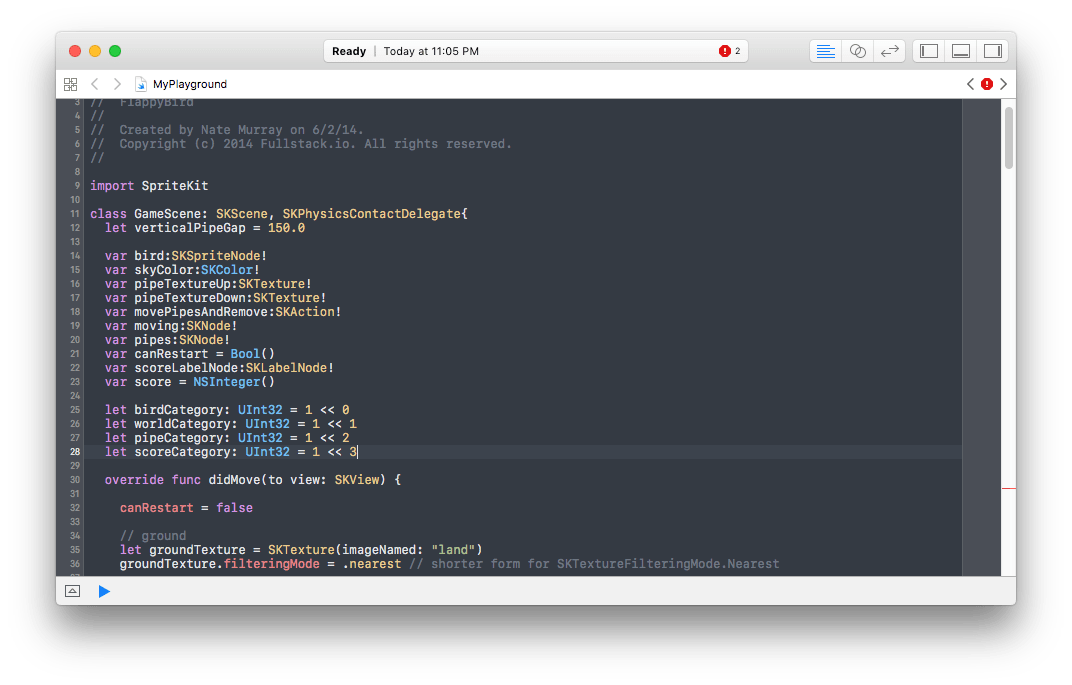 Ready | Today at 11:05 PM 2
MyPlayground
3 // FlappyBird
4 //
5 // Created by Nate Murray on 6/2/14.
6 // Copyright (c) 2014 Fullstack.io. All rights reserved.
7 //
8
9 import SpriteKit
10
11 class GameScene: SKScene, SKPhysicsContactDelegate{
12 let verticalPipeGap = 150.0
13
14 var bird:SKSpriteNode!
15 var skyColor:SKColor!
16 var pipeTextureUp:SKTexture!
17 var pipeTextureDown:SKTexture!
18 var movePipesAndRemove:SKAction!
19 var moving:SKNode!
20 var pipes:SKNode!
21 var canRestart = Bool()
22 var scoreLabelNode:SKLabelNode!
23 var score = NSInteger()
24
25 let birdCategory: UInt32 = 1 << 0
26 let worldCategory: UInt32 = 1 << 1
27 let pipeCategory: UInt32 = 1 << 2
28 let scoreCategory: UInt32 = 1 << 3
29
30 override func didMove(to view: SKView) {
31
32 canRestart = false
33
34 // ground
35 let groundTexture = SKTexture(imageNamed: "land")
36 groundTexture.filteringMode = .nearest // shorter form for SKTextureFilteringMode.Nearest